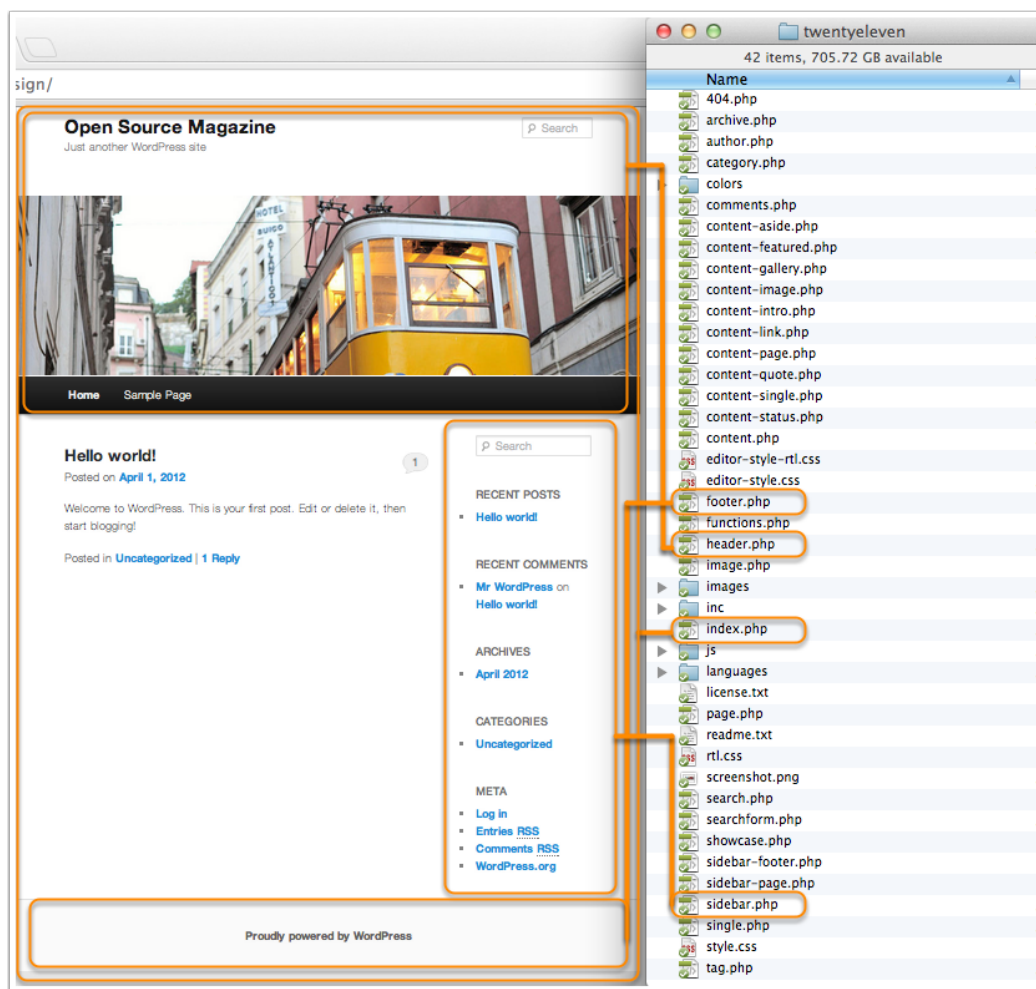 sign/
Open Source Magazine
Just another WordPress site
Search
HOTEL
SUICO
ATLANTICO
Home Sample Page
Hello world!
1
Posted on April 1, 2012
Welcome to WordPress. This is your first post. Edit or delete it, then
start blogging!
Posted in Uncategorized | 1 Reply
Search
RECENT POSTS
Hello world!
RECENT COMMENTS
Mr WordPress on
Hello world!
ARCHIVES
April 2012
CATEGORIES
Uncategorized
META
Log in
Entries RSS
Comments RSS
WordPress.org
Proudly powered by WordPress
twentyeleven
42 items, 705.72 GB available
Name
404.php
archive.php
author.php
category.php
colors
comments.php
content-aside.php
content-featured.php
content-gallery.php
content-image.php
content-intro.php
content-link.php
content-page.php
content-quote.php
content-single.php
content-status.php
content.php
editor-style-rtl.css
editor-style.css
footer.php
functions.php
header.php
image.php
images
inc
index.php
js
languages
license.txt
page.php
readme.txt
rtl.css
screenshot.png
search.php
searchform.php
showcase.php
sidebar-footer.php
sidebar-page.php
sidebar.php
single.php
style.css
tag.php